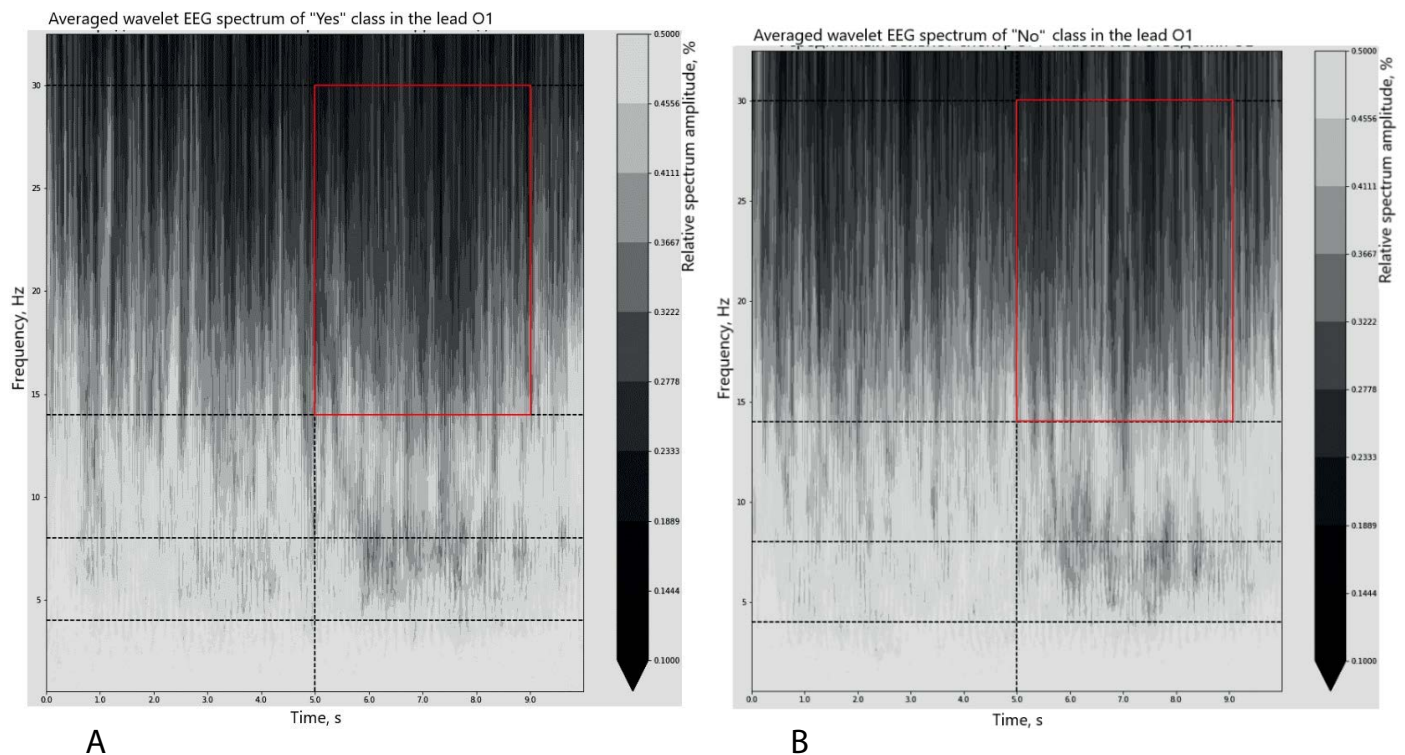 Averaged wavelet EEG spectrum of "Yes" class in the lead O1
30
25
20
15
10
5
Frequency, Hz
0.0 1.0 2.0 3.0 4.0 5.0 6.0 7.0 8.0 9.0
Time, s
0.5000
0.4556
0.4111
0.3667
0.3222
0.2778
0.2333
0.1889
0.1444
0.1000
Relative spectrum amplitude, %
A
Averaged wavelet EEG spectrum of "No" class in the lead O1
30
25
20
15
10
5
Frequency, Hz
0.0 1.0 2.0 3.0 4.0 5.0 6.0 7.0 8.0 9.0
Time, s
0.5000
0.4556
0.4111
0.3667
0.3222
0.2778
0.2333
0.1889
0.1444
0.1000
Relative spectrum amplitude, %
B